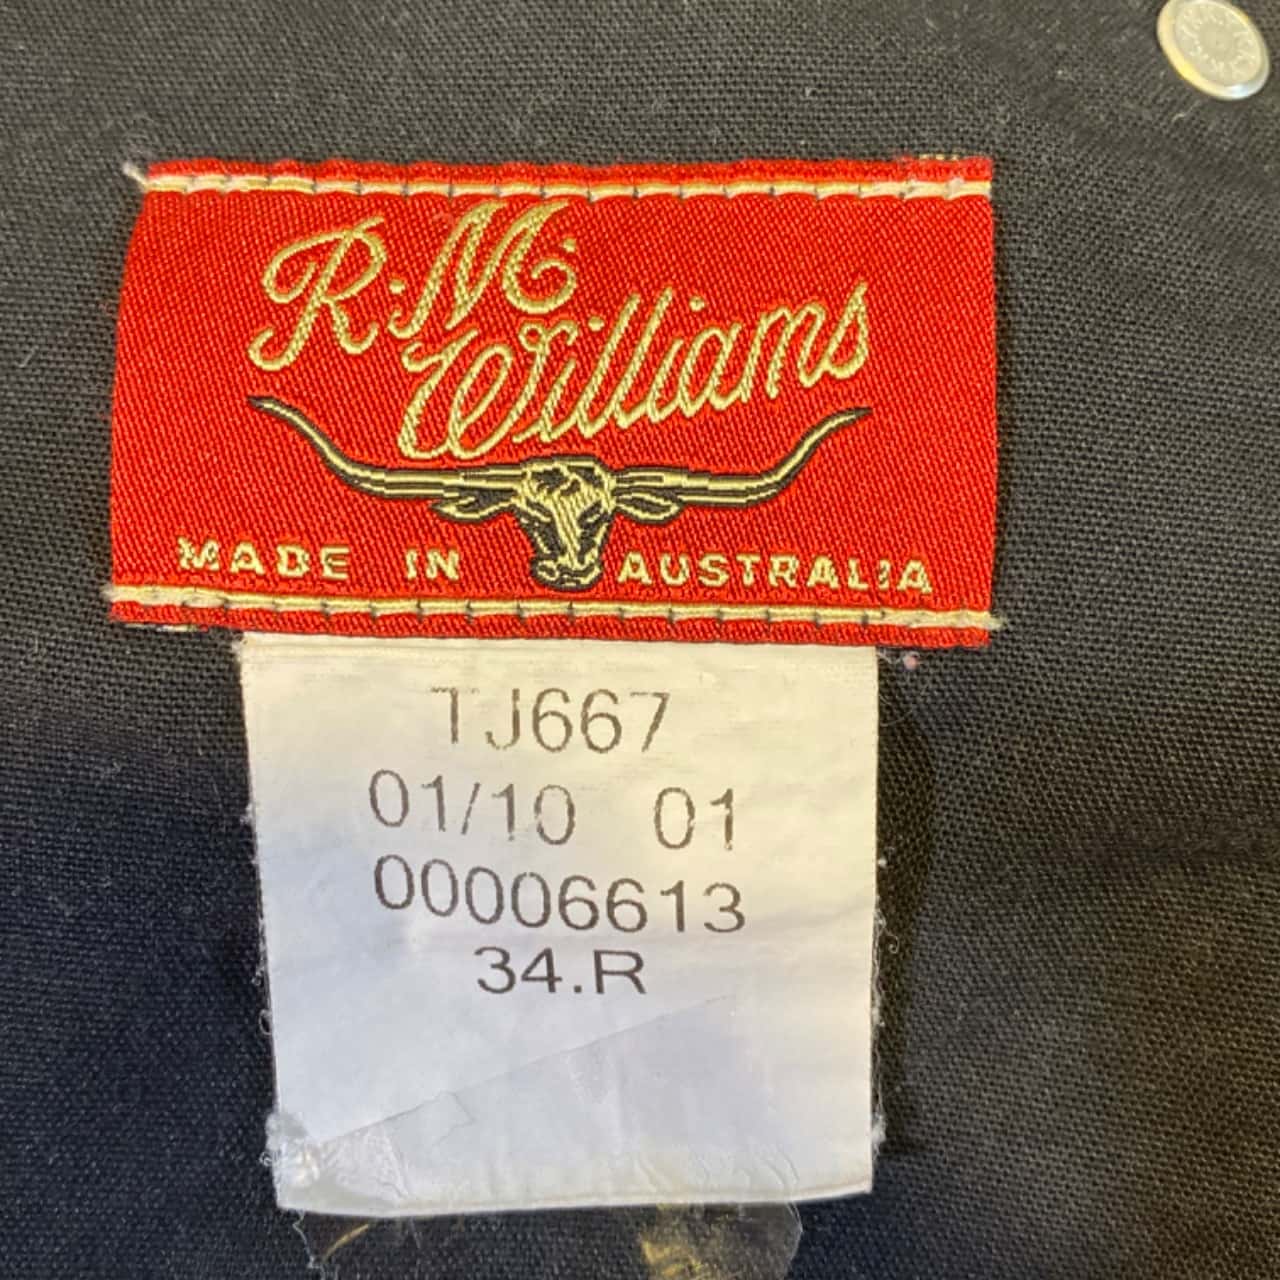 R.M.
Williams
MADE IN AUSTRALIA
TJ667
01/10 01
00006613
34.R